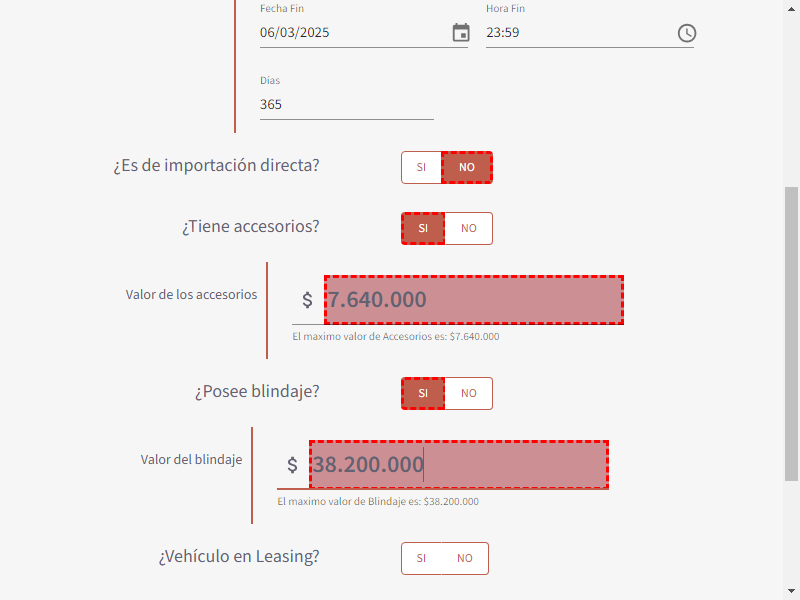 Fecha Fin
Hora Fin
06/03/2025
23:59
Días
365
¿Es de importación directa?
SI
NO
¿Tiene accesorios?
SI
NO
Valor de los accesorios
$ 7.640.000
El maximo valor de Accesorios es: $7.640.000
¿Posee blindaje?
SI
NO
Valor del blindaje
$ 38.200.000
El maximo valor de Blindaje es: $38.200.000
¿Vehículo en Leasing?
SI
NO